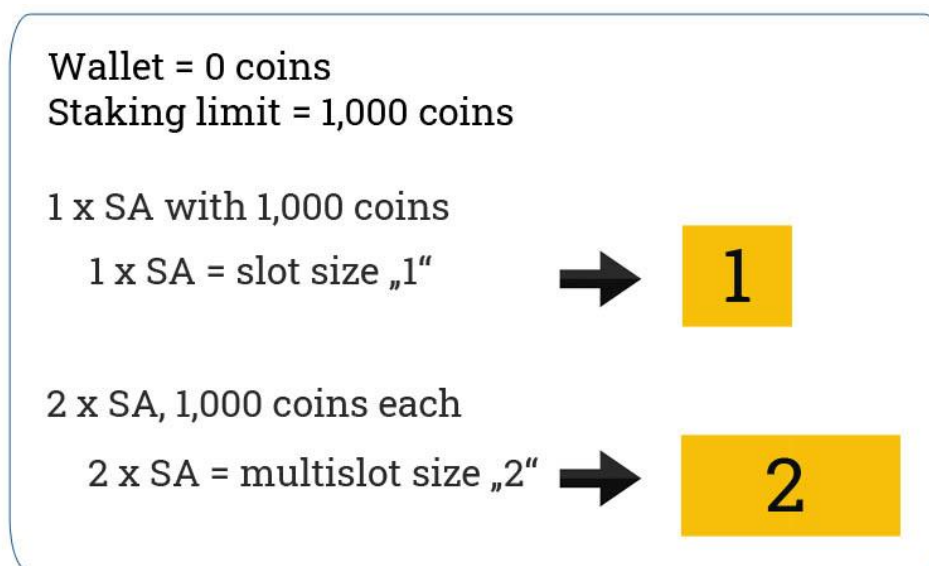 Wallet = 0 coins
Staking limit = 1,000 coins
1 x SA with 1,000 coins
1 x SA = slot size „1“
1
2 x SA, 1,000 coins each
2 x SA = multislot size „2“
2